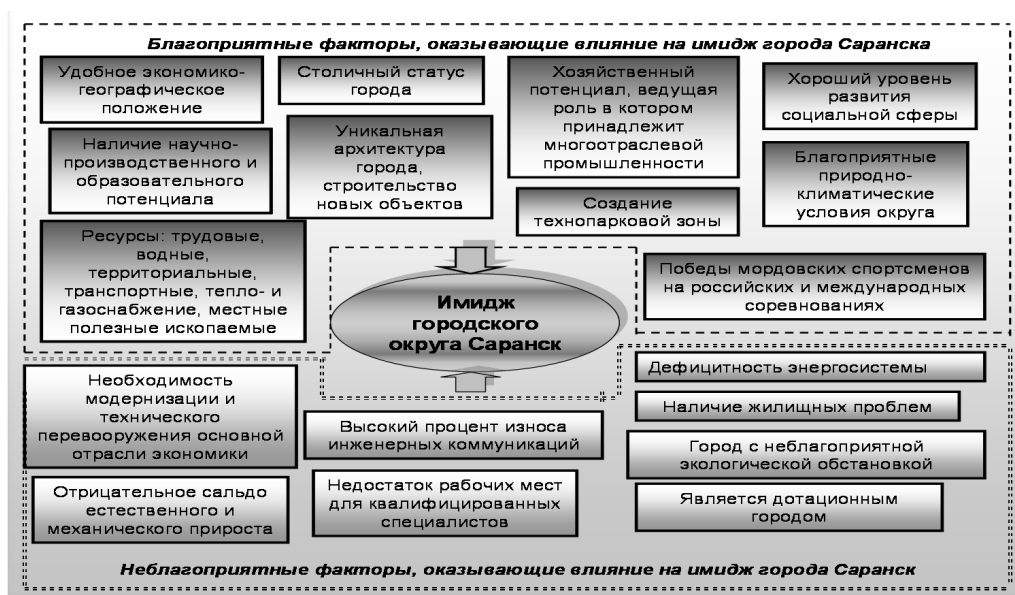 Благоприятные факторы, оказывающие влияние на имидж города Саранска
Удобное экономико-
географическое
положение
Столичный статус
города
Хозяйственный
потенциал, ведущая
роль в котором
принадлежит
многоотраслевой
промышленности
Хороший уровень
развития
социальной сферы
Наличие научно-
производственного и
образовательного
потенциала
Уникальная
архитектура
города,
строительство
новых объектов
Благоприятные
природно-
климатические
условия округа
Создание
технопарковой зоны
Ресурсы: трудовые,
водные,
территориальные,
транспортные, тепло- и
газоснабжение, местные
полезные ископаемые
Победы мордовских спортсменов
на российских и международных
соревнованиях
Имидж
городского
округа Саранск
Необходимость
модернизации и
технического
перевооружения основной
отрасли экономики
Высокий процент износа
инженерных коммуникаций
Дефицитность энергосистемы
Наличие жилищных проблем
Город с неблагоприятной
экологической обстановкой
Отрицательное сальдо
естественного и
механического прироста
Недостаток рабочих мест
для квалифицированных
специалистов
Является дотационным
городом
Неблагоприятные факторы, оказывающие влияние на имидж города Саранск